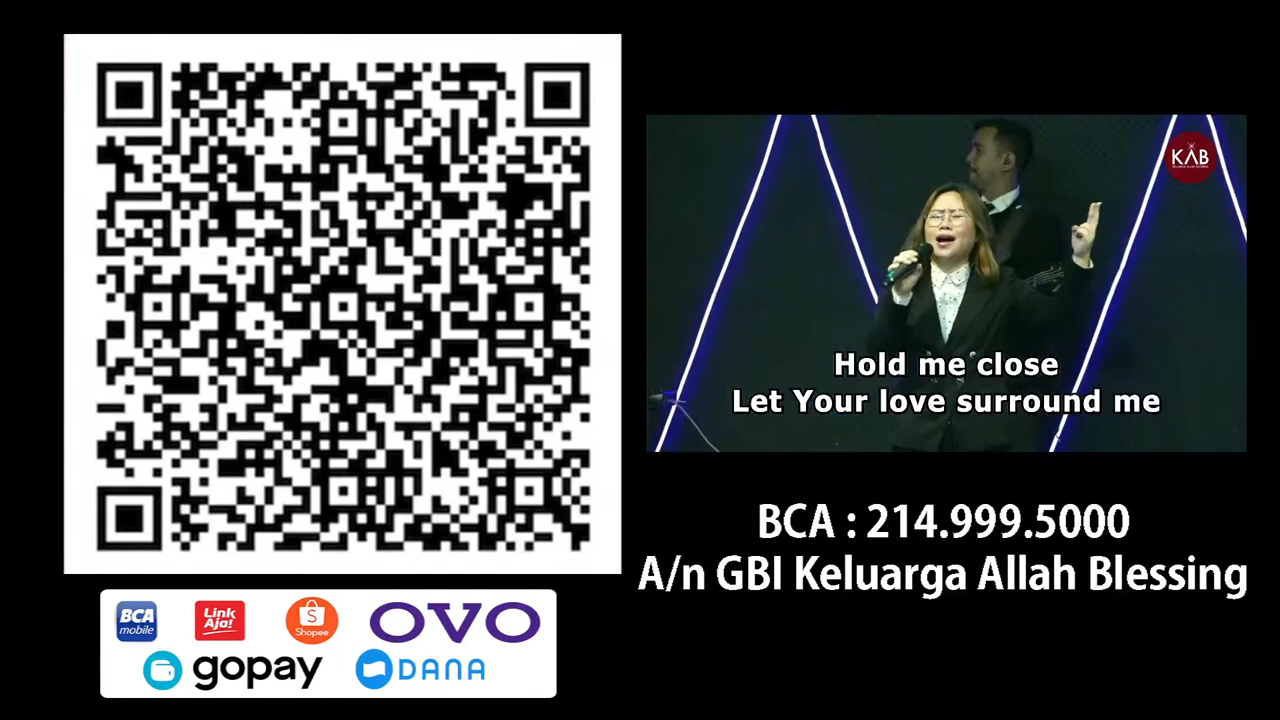 BCA
mobile
Link
Aja!
S
Shopee
OVO
gopay
DANA
KAB
Hold me close
Let Your love surround me
BCA : 214.999.5000
A/n GBI Keluarga Allah Blessing